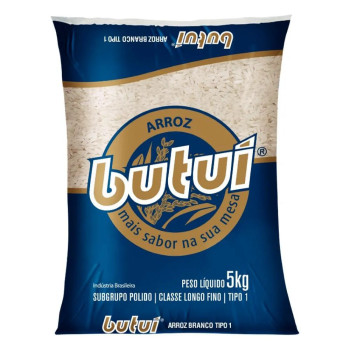 butuí
ARROZ BRANCO TIPO 1
ARROZ
butuí®
mais sabor na sua mesa
Indústria Brasileira
PESO LÍQUIDO 5kg
SUBGRUPO POLIDO | CLASSE LONGO FINO | TIPO 1
butuí ARROZ BRANCO TIPO 1